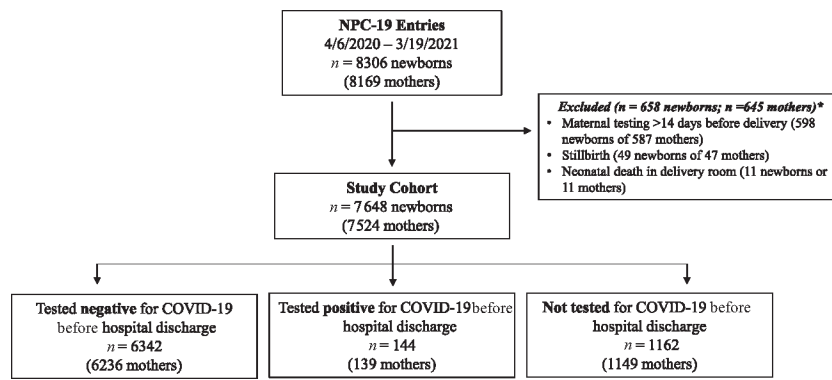 NPC-19 Entries
4/6/2020 – 3/19/2021
n = 8306 newborns
(8169 mothers)
Excluded (n = 658 newborns; n =645 mothers)*
• Maternal testing >14 days before delivery (598
newborns of 587 mothers)
• Stillbirth (49 newborns of 47 mothers)
• Neonatal death in delivery room (11 newborns or
11 mothers)
Study Cohort
n = 7648 newborns
(7524 mothers)
Tested negative for COVID-19
before hospital discharge
n = 6342
(6236 mothers)
Tested positive for COVID-19 before
hospital discharge
n = 144
(139 mothers)
Not tested for COVID-19 before
hospital discharge
n = 1162
(1149 mothers)